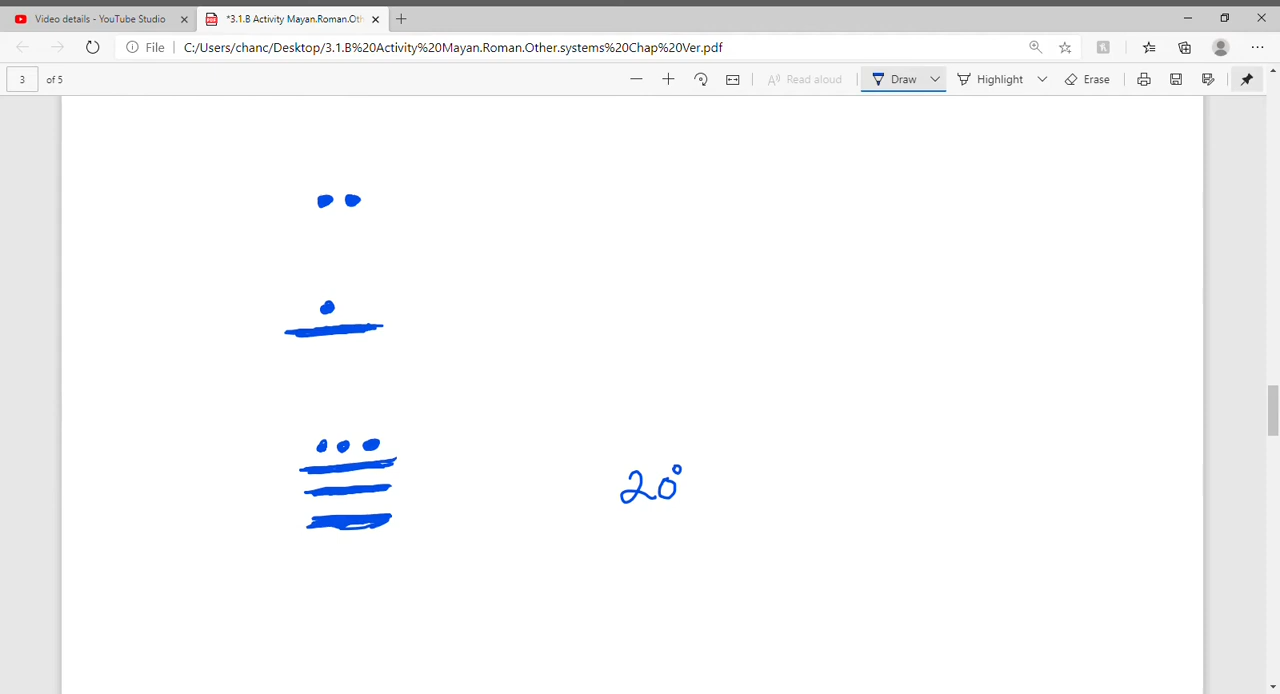 Video details - YouTube Studio
*3.1.B Activity Mayan.Roman.Oth
File C:/Users/chanc/Desktop/3.1.B%20Activity%20Mayan.Roman.Other.systems%20Chap%20Ver.pdf
3 of 5 Read aloud Draw Highlight Erase
20⁰